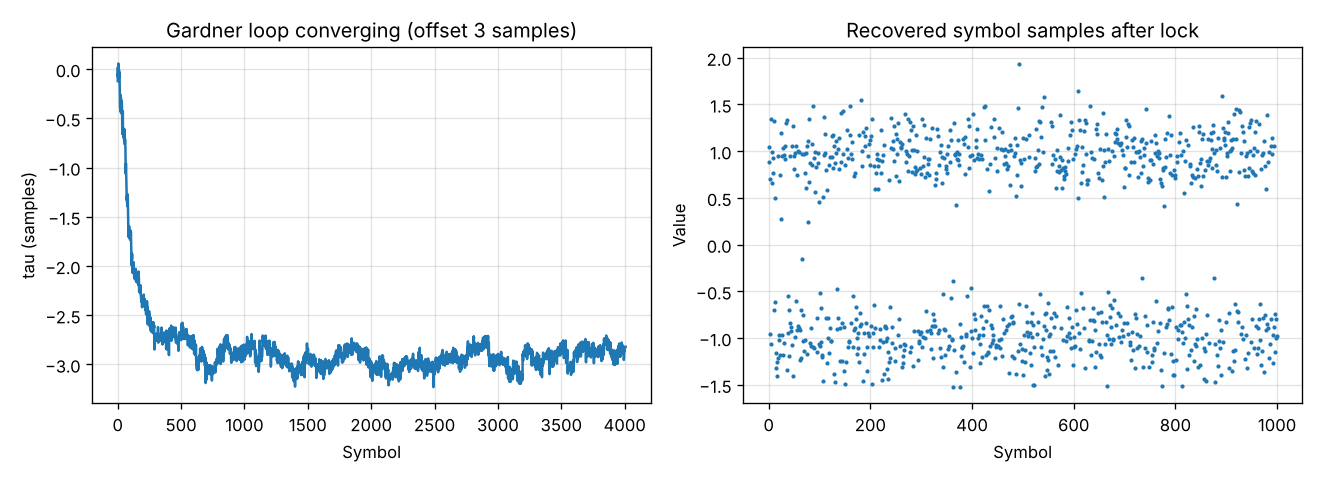 Gardner loop converging (offset 3 samples)
tau (samples)
0.0
−0.5
−1.0
−1.5
−2.0
−2.5
−3.0
0 500 1000 1500 2000 2500 3000 3500 4000
Symbol
Recovered symbol samples after lock
Value
2.0
1.5
1.0
0.5
0.0
−0.5
−1.0
−1.5
0 200 400 600 800 1000
Symbol